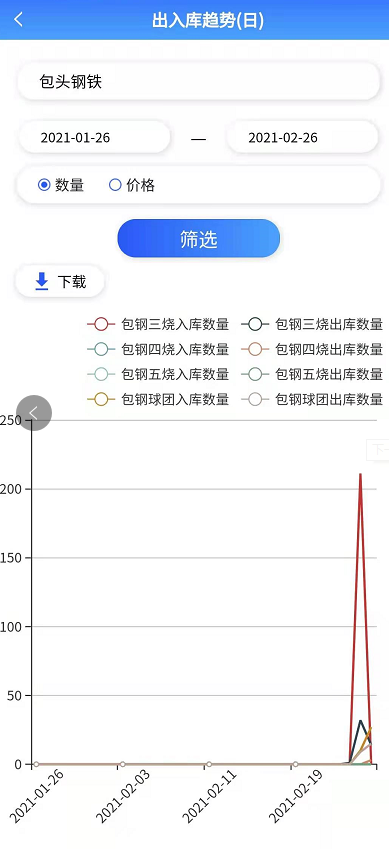 出入库趋势(日)
包头钢铁
2021-01-26 — 2021-02-26
数量 价格
筛选
下载
包钢三烧入库数量 包钢三烧出库数量
包钢四烧入库数量 包钢四烧出库数量
包钢五烧入库数量 包钢五烧出库数量
包钢球团入库数量 包钢球团出库数量
250
200
150
100
50
0
2021-01-26 2021-02-03 2021-02-11 2021-02-19